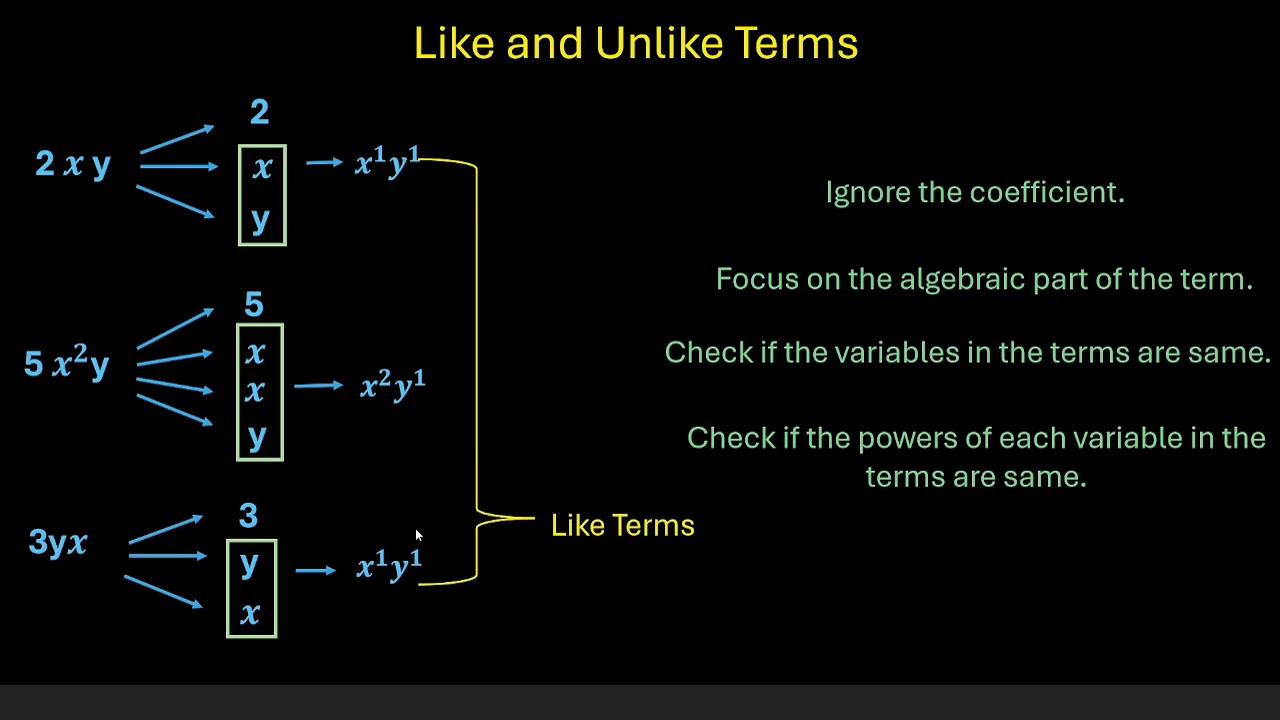 Like and Unlike Terms
2 x y
2
x
y
x¹y¹
5 x²y
5
x
x
y
x²y¹
3yx
3
y
x
x¹y¹
Like Terms
Ignore the coefficient.
Focus on the algebraic part of the term.
Check if the variables in the terms are same.
Check if the powers of each variable in the
terms are same.